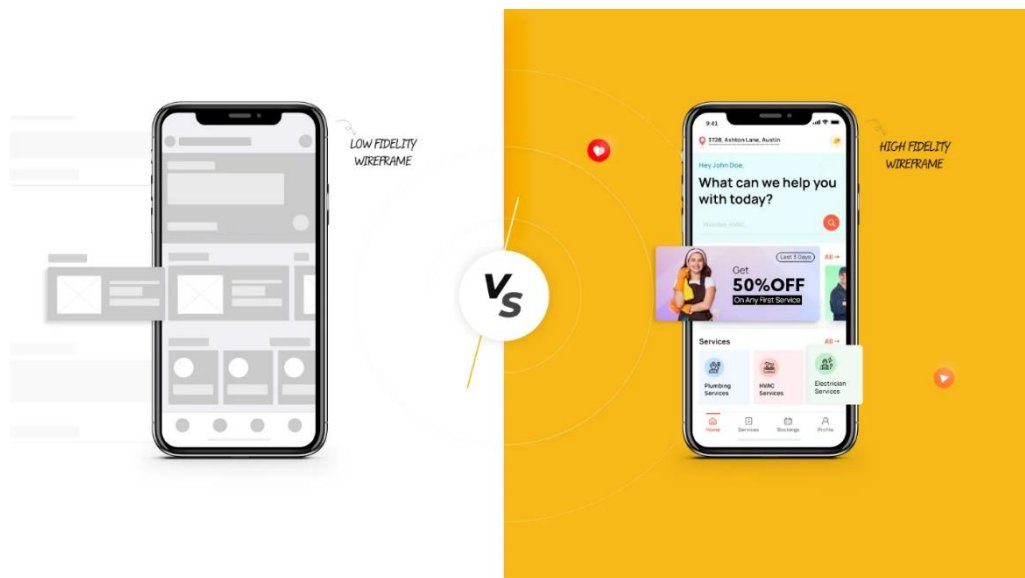 LOW FIDELITY
WIREFRAME
VS
HIGH FIDELITY
WIREFRAME
9:41
3728, Ashton Lane, Austin
Hey John Doe,
What can we help you
with today?
All →
Last 3 Days
Get
50%OFF
On Any First Service
Services
All →
Plumbing
Services
HVAC
Services
Electrician
Services
Home
Services
Bookings
Profile